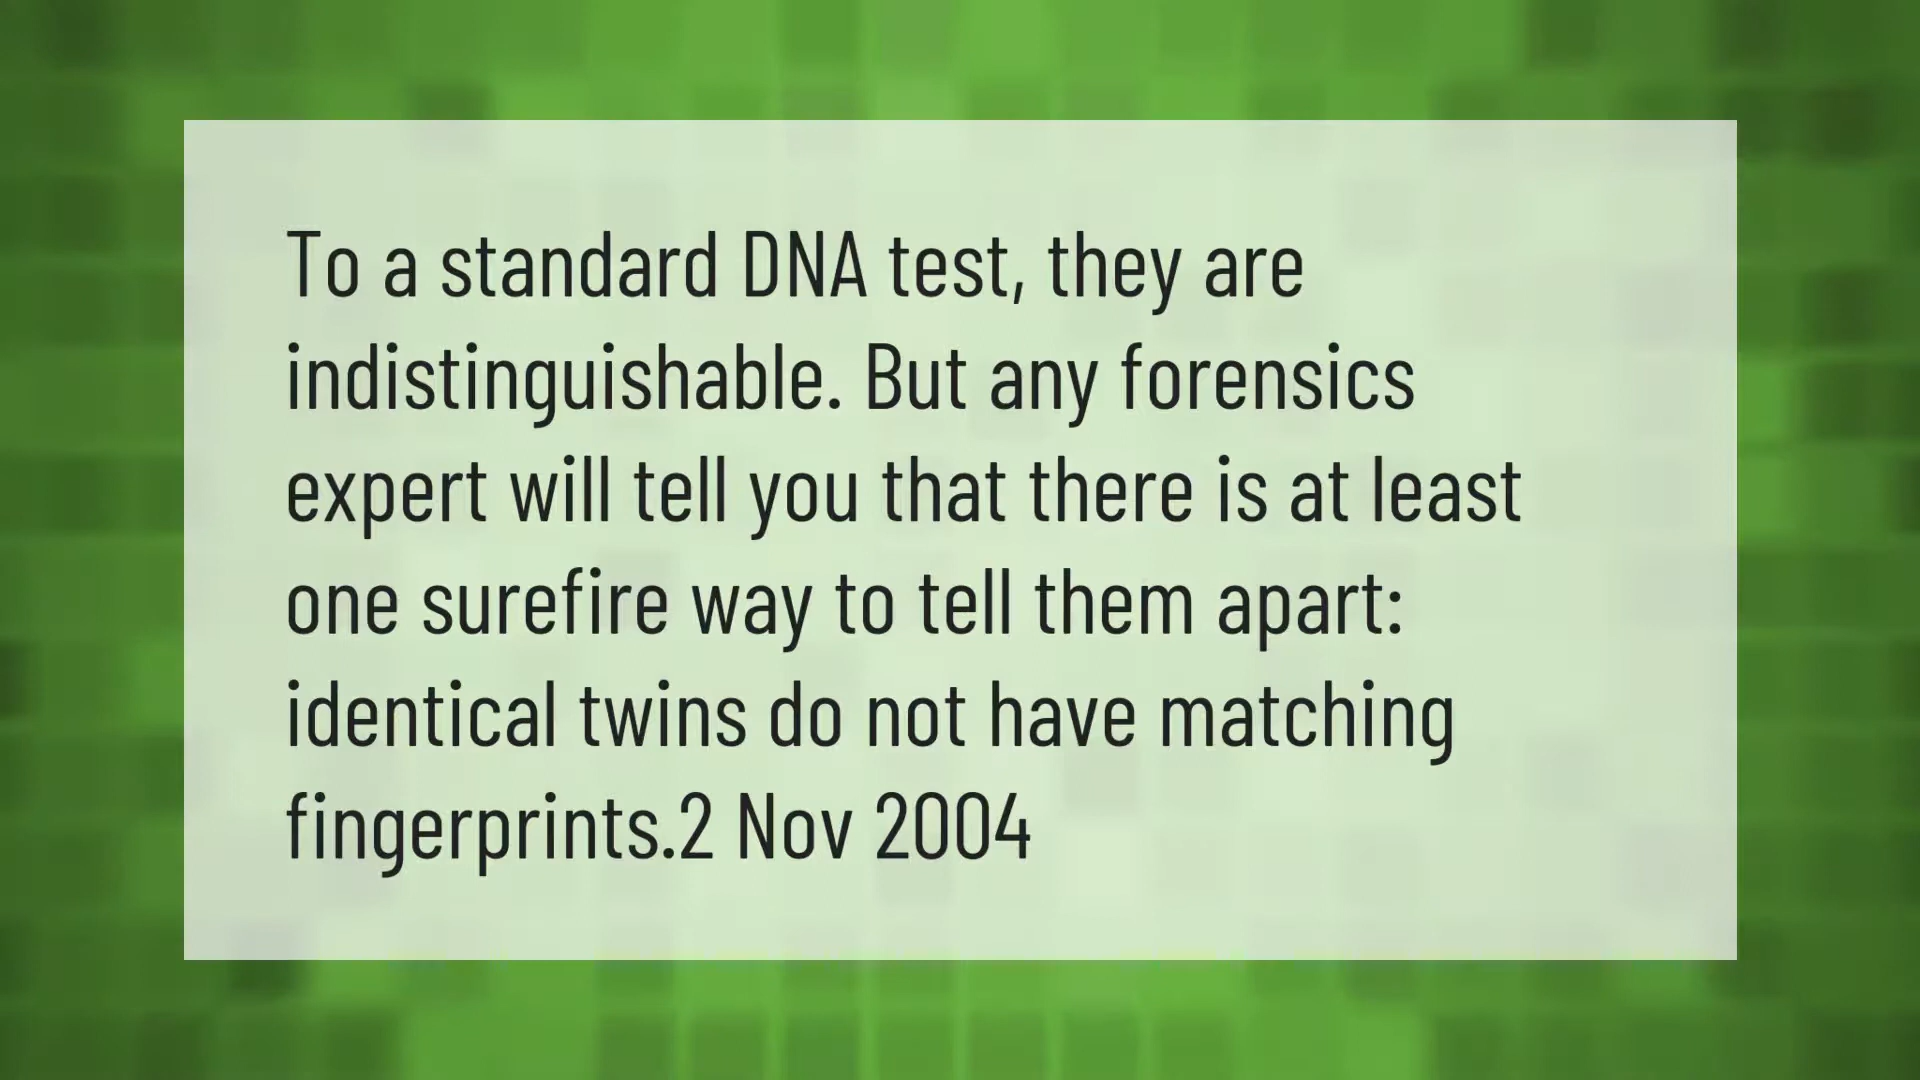 To a standard DNA test, they are
indistinguishable. But any forensics
expert will tell you that there is at least
one surefire way to tell them apart:
identical twins do not have matching
fingerprints.2 Nov 2004